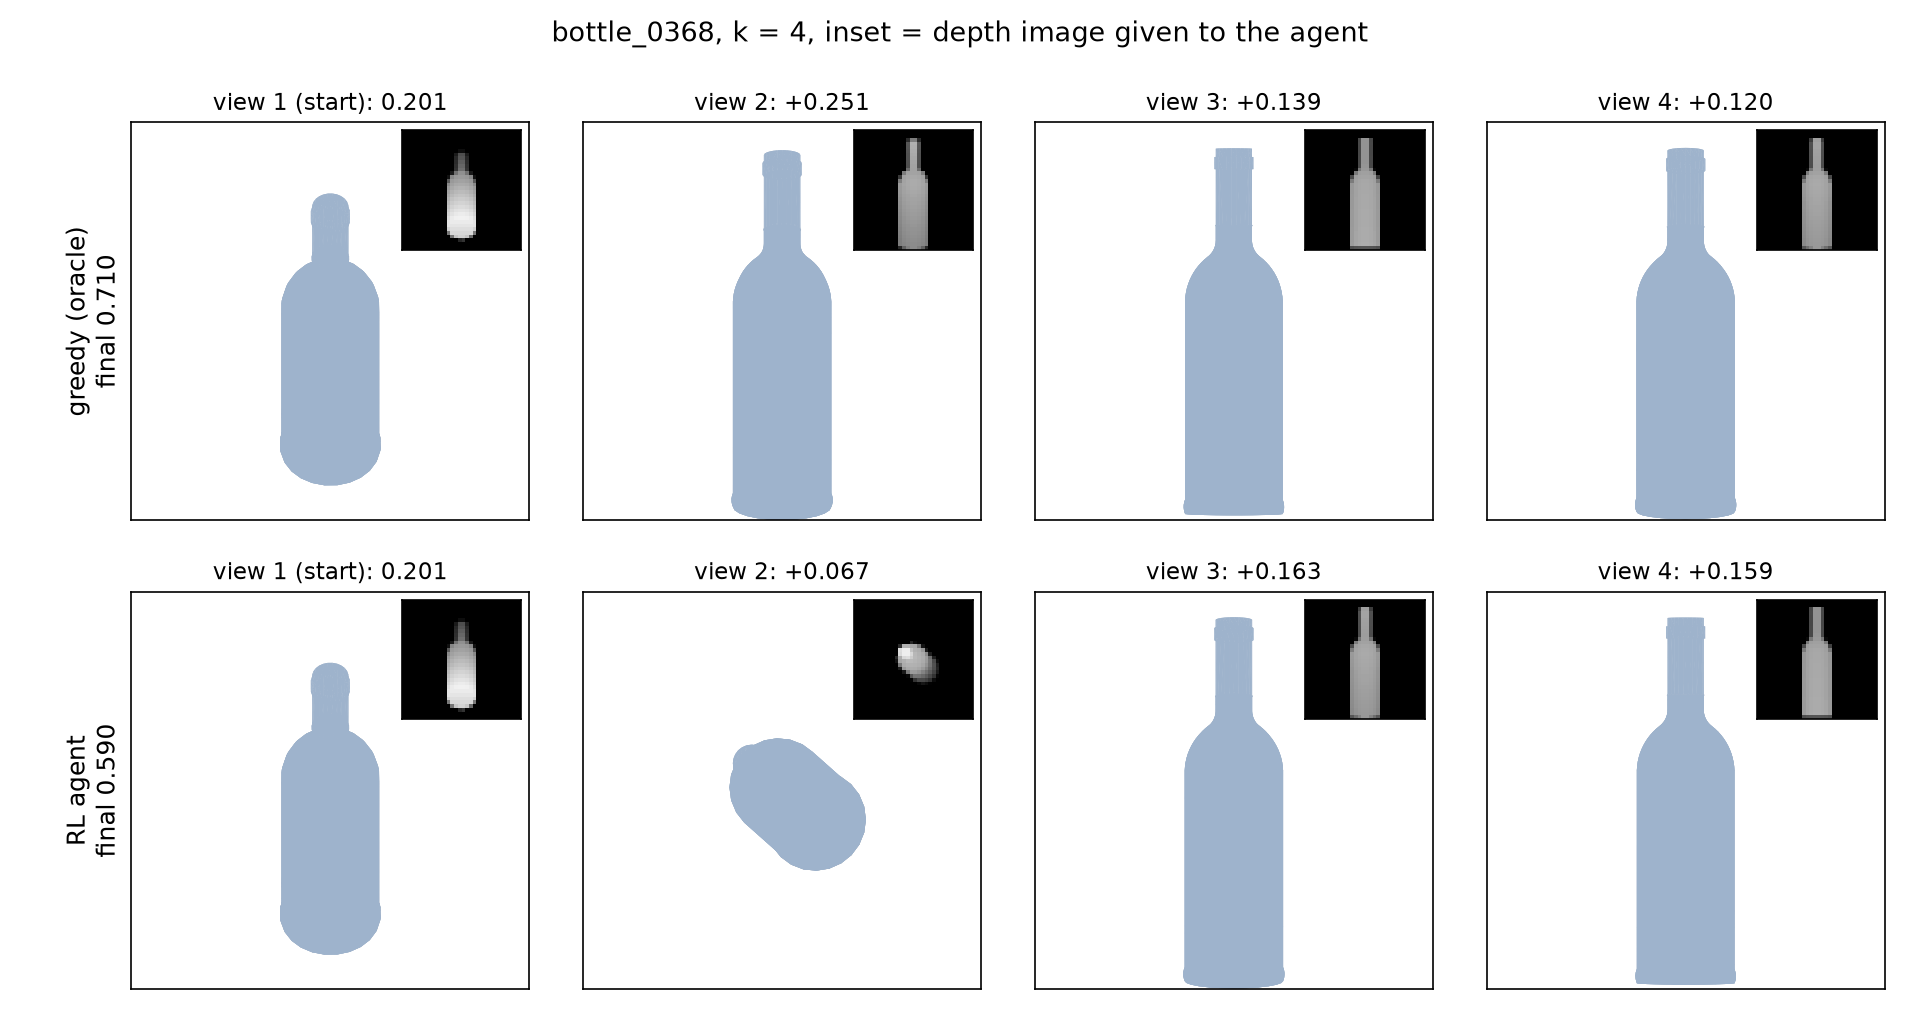 bottle_0368, k = 4, inset = depth image given to the agent
view 1 (start): 0.201
view 2: +0.251
view 3: +0.139
view 4: +0.120
greedy (oracle)
final 0.710
view 1 (start): 0.201
view 2: +0.067
view 3: +0.163
view 4: +0.159
RL agent
final 0.590